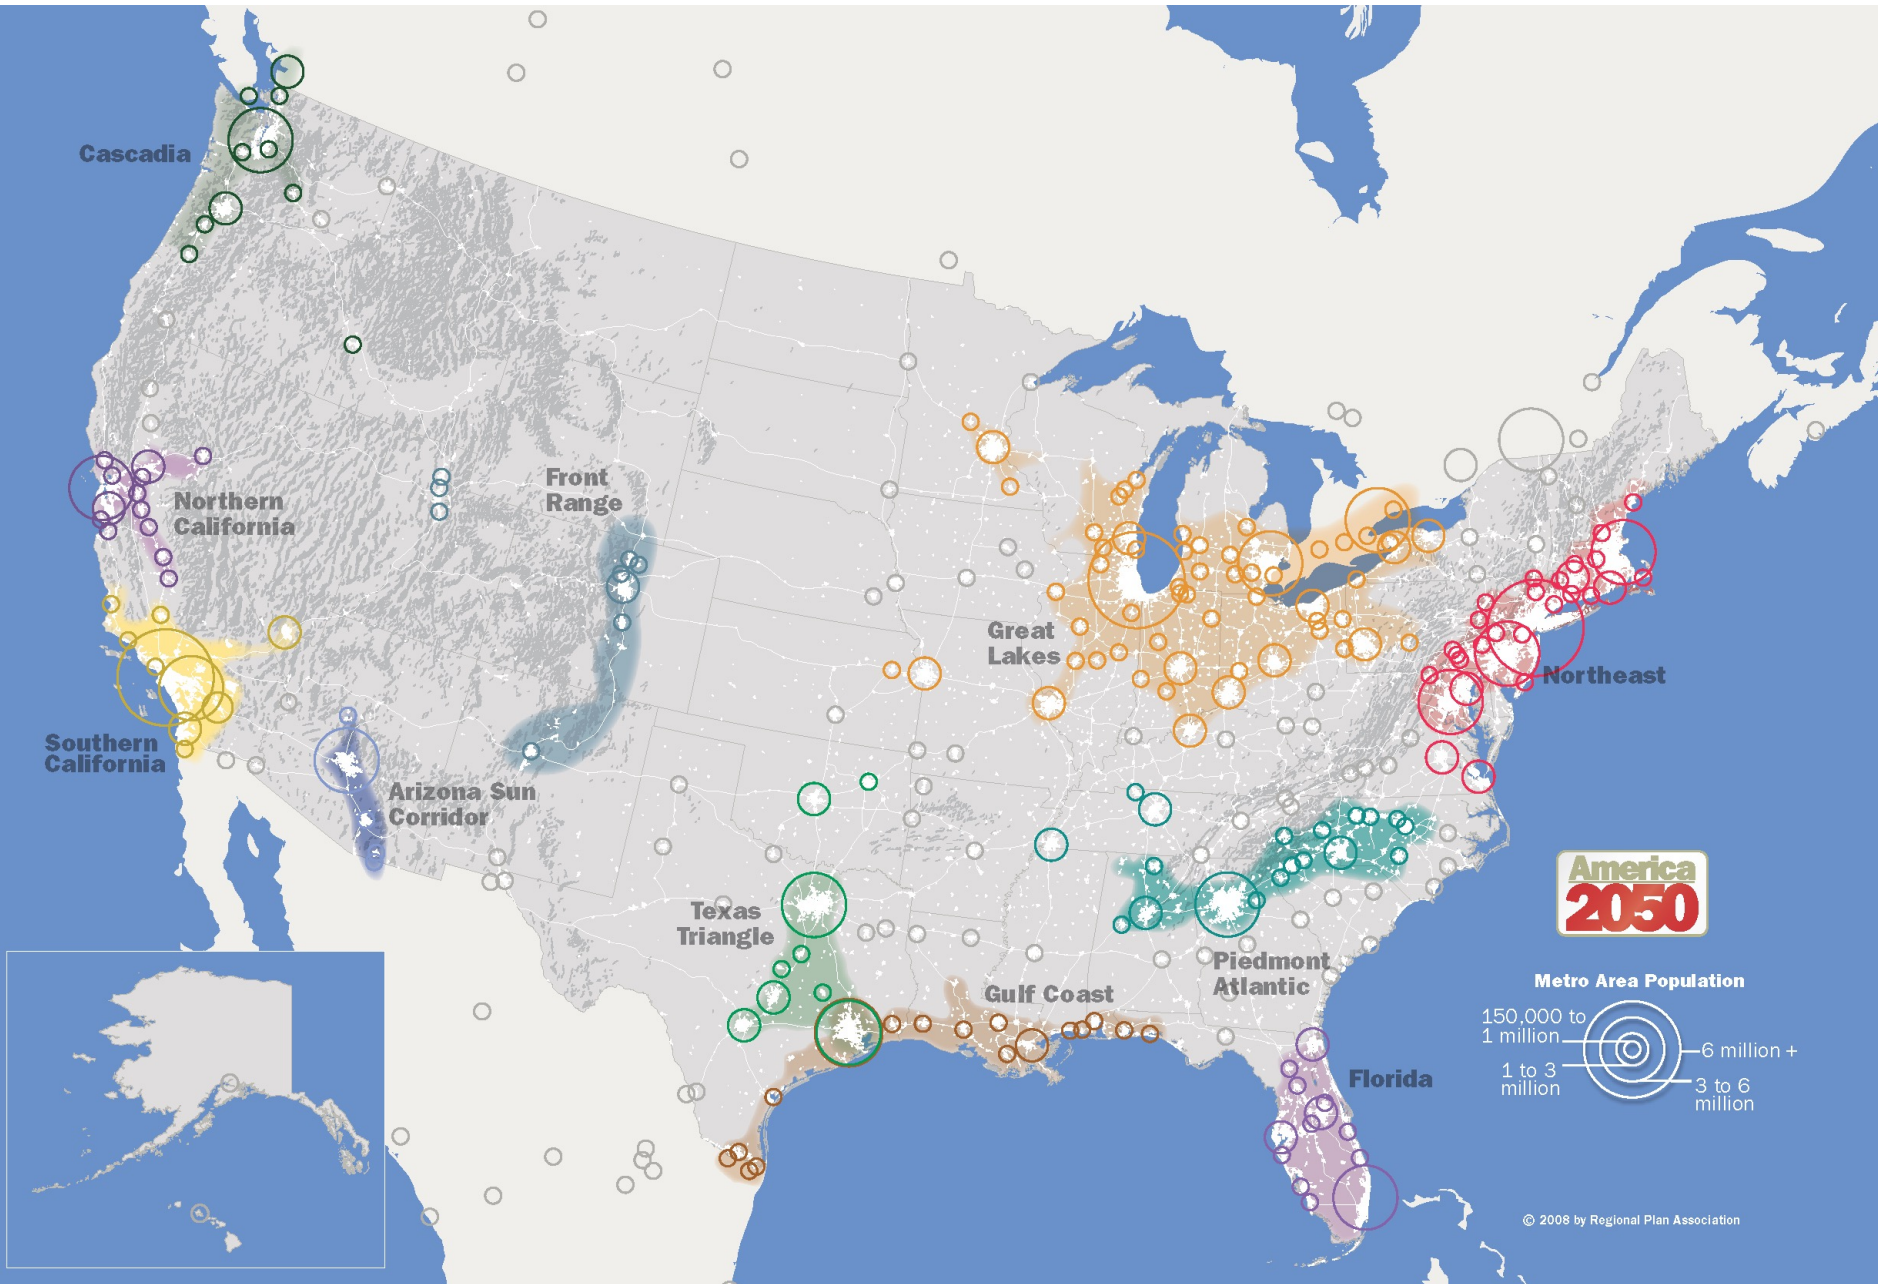 Cascadia
Northern
California
Southern
California
Arizona Sun
Corridor
Front
Range
Great
Lakes
Northeast
Texas
Triangle
Gulf Coast
Piedmont
Atlantic
Florida
America
2050
Metro Area Population
150,000 to
1 million
1 to 3
million
6 million +
3 to 6
million
© 2008 by Regional Plan Association